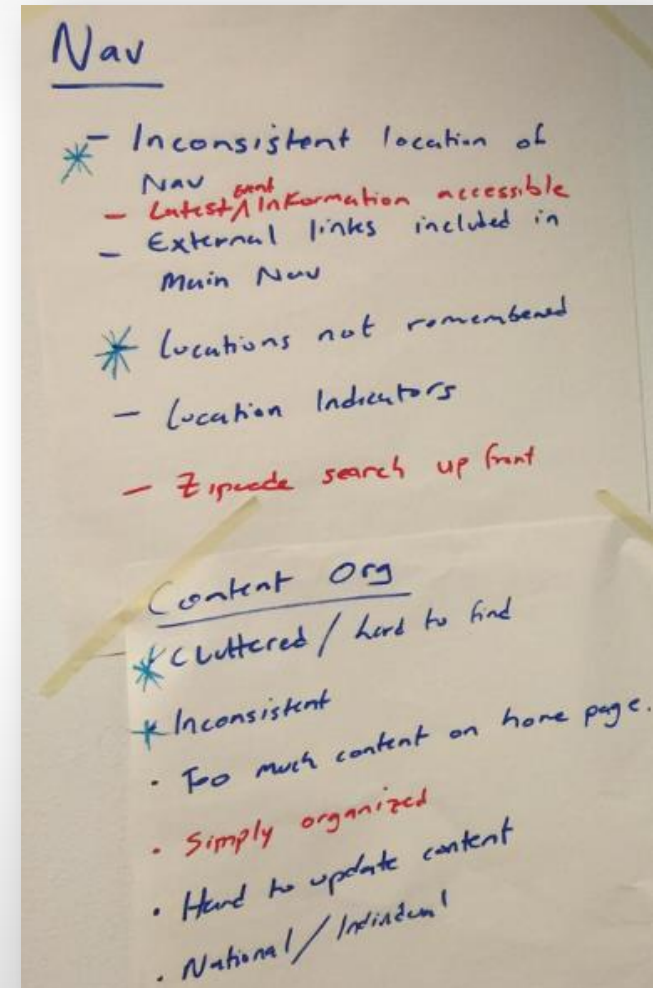 Nav
- Inconsistent location of
Nav
- Latest Event Information accessible
- External links included in
Main Nav
Locations not remembered
- Location Indicators
- Zipcode search up front
Content Org
Cluttered / hard to find
Inconsistent
· Too much content on home page.
· Simply organized
· Hard to update content
· National / Individual